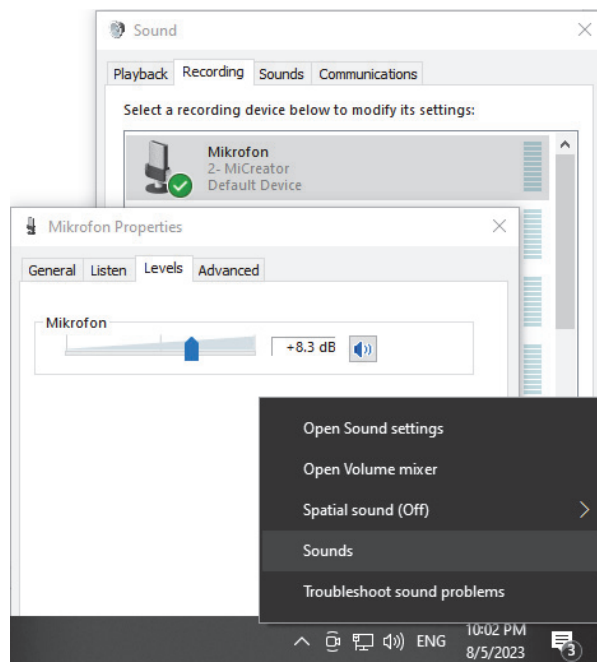 Sound
Playback Recording Sounds Communications
Select a recording device below to modify its settings:
Mikrofon
2- MiCreator
Default Device
Mikrofon Properties
General Listen Levels Advanced
Mikrofon
+8.3 dB
Open Sound settings
Open Volume mixer
Spatial sound (Off)
Sounds
Troubleshoot sound problems
ENG
10:02 PM
8/5/2023
3